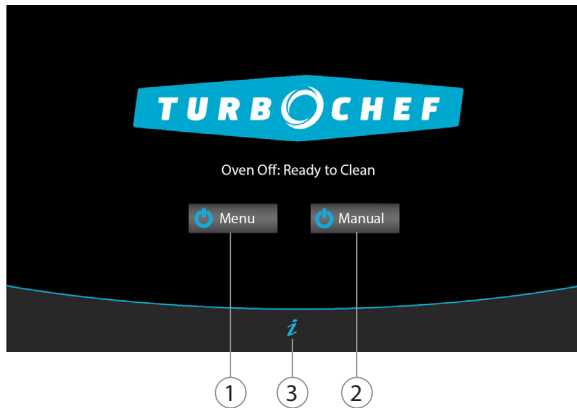 TURBOCHEF
Oven Off: Ready to Clean
Menu Manual
i
1 3 2